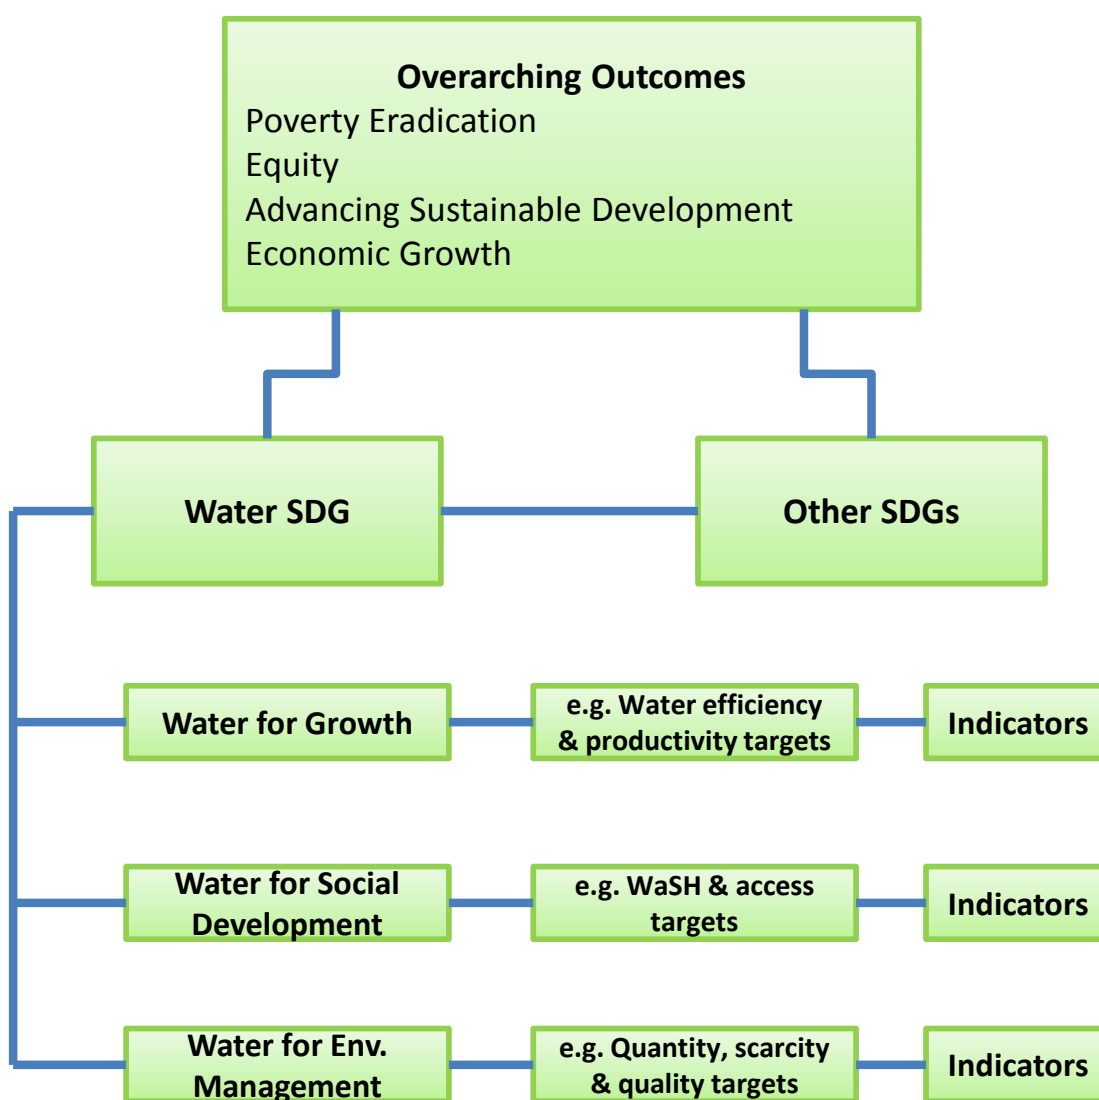 Overarching Outcomes
Poverty Eradication
Equity
Advancing Sustainable Development
Economic Growth
Water SDG
Other SDGs
Water for Growth
e.g. Water efficiency
& productivity targets
Indicators
Water for Social
Development
e.g. WaSH & access
targets
Indicators
Water for Env.
Management
e.g. Quantity, scarcity
& quality targets
Indicators